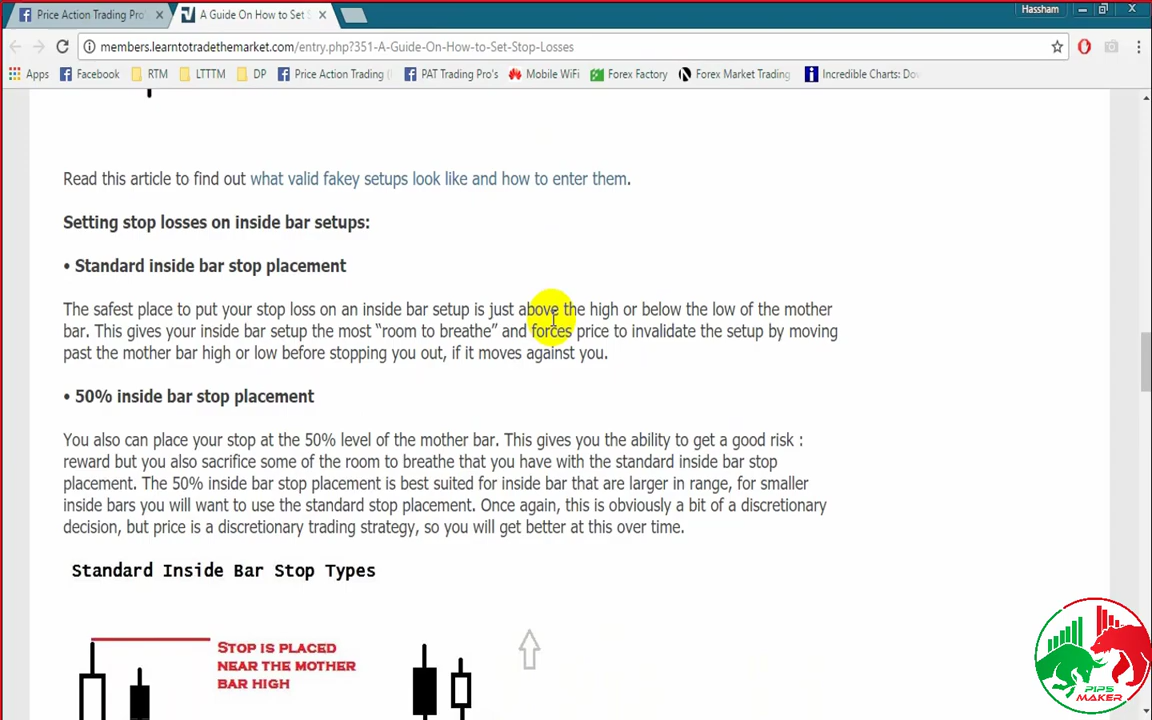 Hassham
Price Action Trading Pro
A Guide On How to Set S
members.learntotradethemarket.com/entry.php?351-A-Guide-On-How-to-Set-Stop-Losses
Apps Facebook RTM LTTTM DP Price Action Trading ( PAT Trading Pro's Mobile WiFi Forex Factory Forex Market Trading Incredible Charts: Dow
Read this article to find out what valid fakey setups look like and how to enter them.
Setting stop losses on inside bar setups:
• Standard inside bar stop placement
The safest place to put your stop loss on an inside bar setup is just above the high or below the low of the mother
bar. This gives your inside bar setup the most “room to breathe” and forces price to invalidate the setup by moving
past the mother bar high or low before stopping you out, if it moves against you.
• 50% inside bar stop placement
You also can place your stop at the 50% level of the mother bar. This gives you the ability to get a good risk :
reward but you also sacrifice some of the room to breathe that you have with the standard inside bar stop
placement. The 50% inside bar stop placement is best suited for inside bar that are larger in range, for smaller
inside bars you will want to use the standard stop placement. Once again, this is obviously a bit of a discretionary
decision, but price is a discretionary trading strategy, so you will get better at this over time.
Standard Inside Bar Stop Types
Stop is placed
near the mother
bar high
PIPS
MAKER